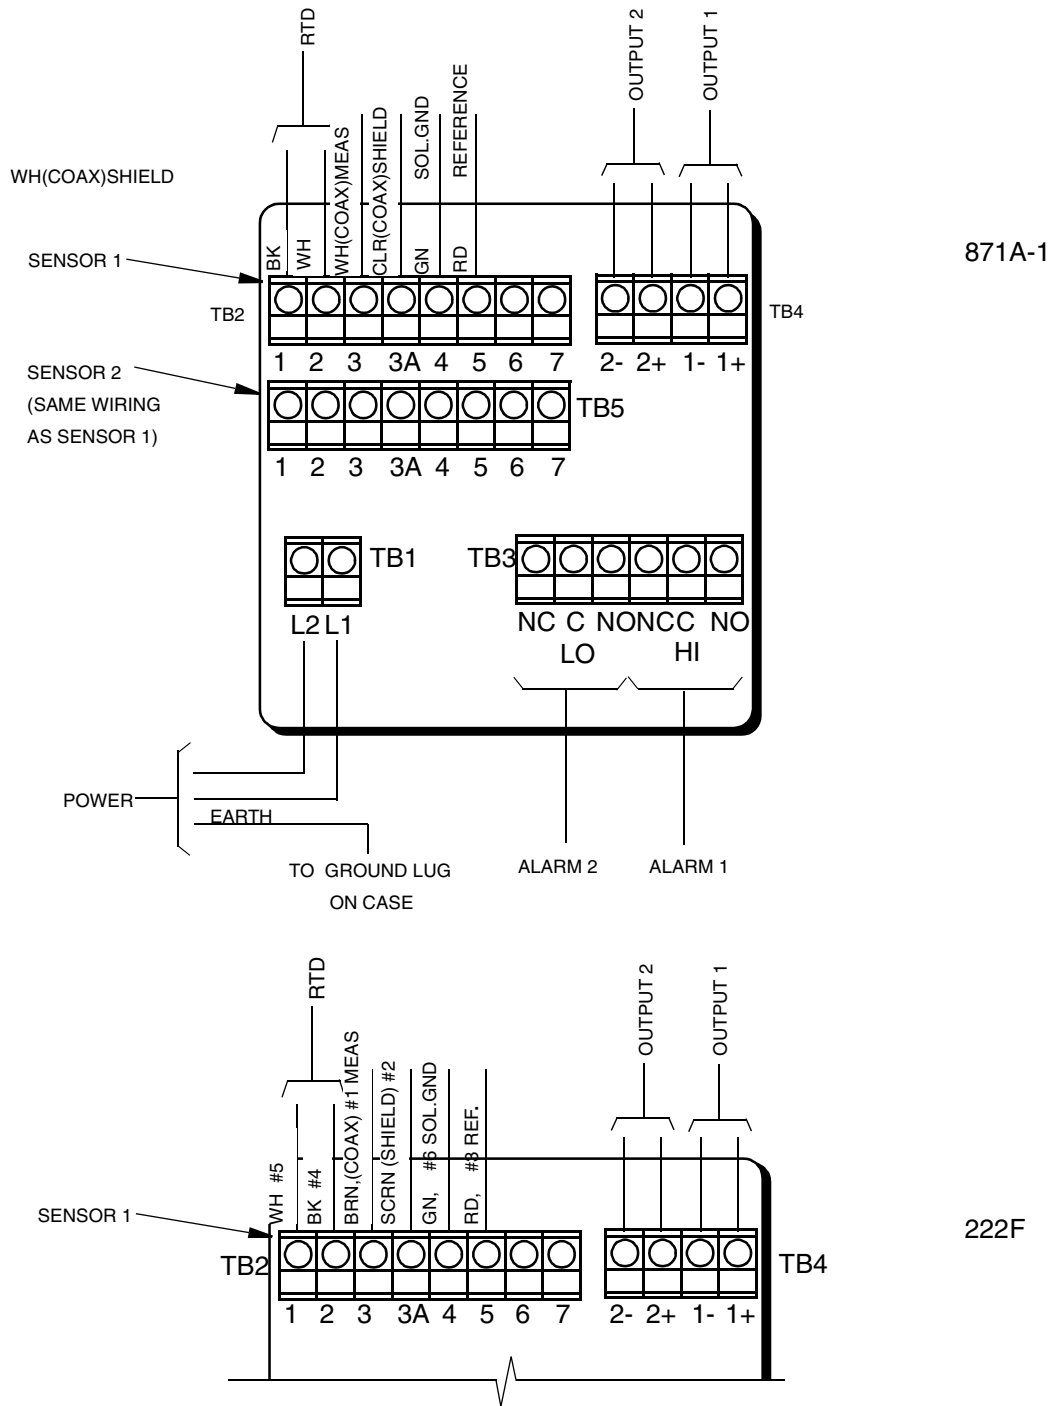 RTD
OUTPUT 2
OUTPUT 1
WH(COAX)SHIELD
BK
WH
WH(COAX)MEAS
CLR(COAX)SHIELD
GN SOL.GND
RD REFERENCE
871A-1
SENSOR 1
TB2
TB4
1 2 3 3A 4 5 6 7
2- 2+ 1- 1+
SENSOR 2
(SAME WIRING
AS SENSOR 1)
TB5
1 2 3 3A 4 5 6 7
TB1
TB3
L2 L1
NC C NO NC C NO
LO HI
POWER
EARTH
TO GROUND LUG
ON CASE
ALARM 2
ALARM 1
RTD
OUTPUT 2
OUTPUT 1
WH #5
BK #4
BRN,(COAX) #1 MEAS
SCRN (SHIELD) #2
GN, #6 SOL.GND
RD, #3 REF.
SENSOR 1
222F
TB2
TB4
1 2 3 3A 4 5 6 7
2- 2+ 1- 1+